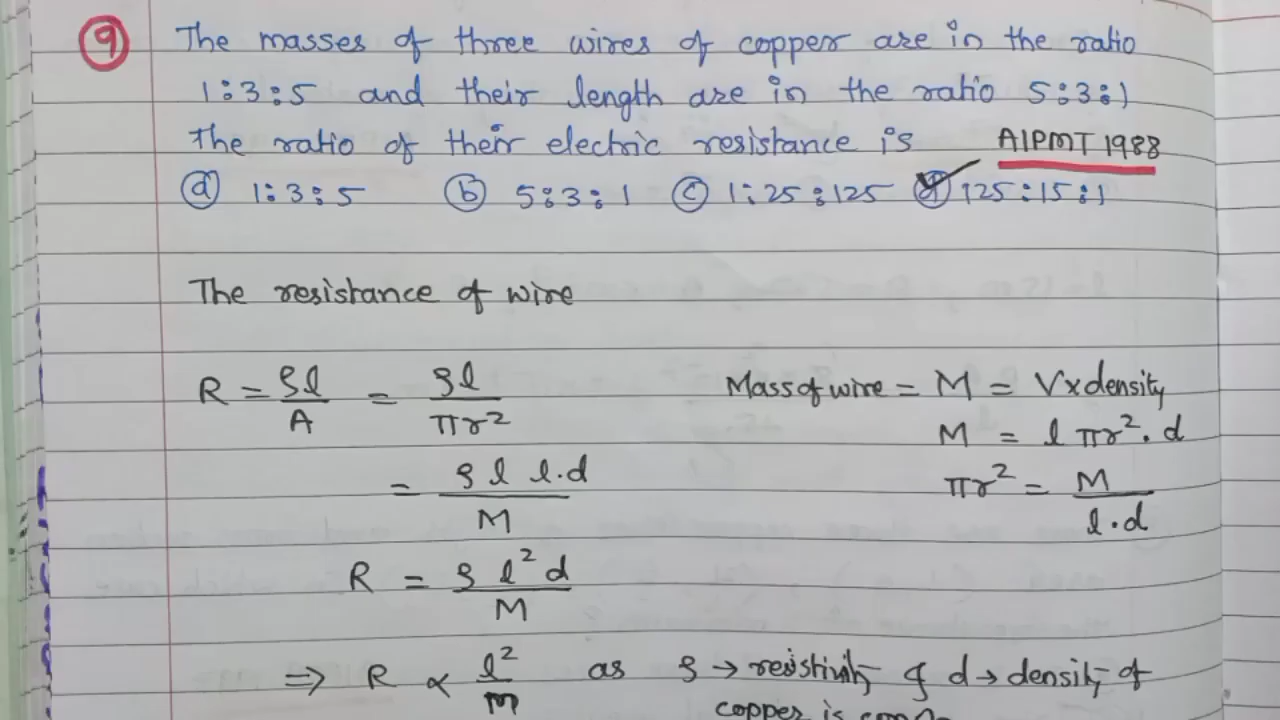 9 The masses of three wires of copper are in the ratio
1:3:5 and their length are in the ratio 5:3:1
The ratio of their electric resistance is AIPMT 1988
ⓐ 1:3:5 ⓑ 5:3:1 ⓒ 1:25:125 ⓓ 125:15:1
The resistance of wire
R = ρl/A = ρl/πr² Mass of wire = M = V x density
M = l πr². d
= ρ l l.d/M πr² = M/l.d
R = ρ l² d/M
⇒ R ∝ l²/m as ρ → resistivity & d → density of
copper is